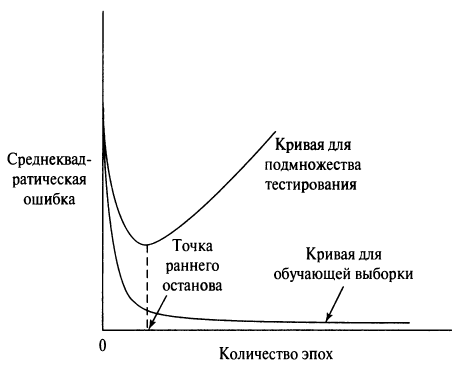 Среднеквад-
ратическая
ошибка
Кривая для
подмножества
тестирования
Точка
раннего
останова
Кривая для
обучающей выборки
0
Количество эпох